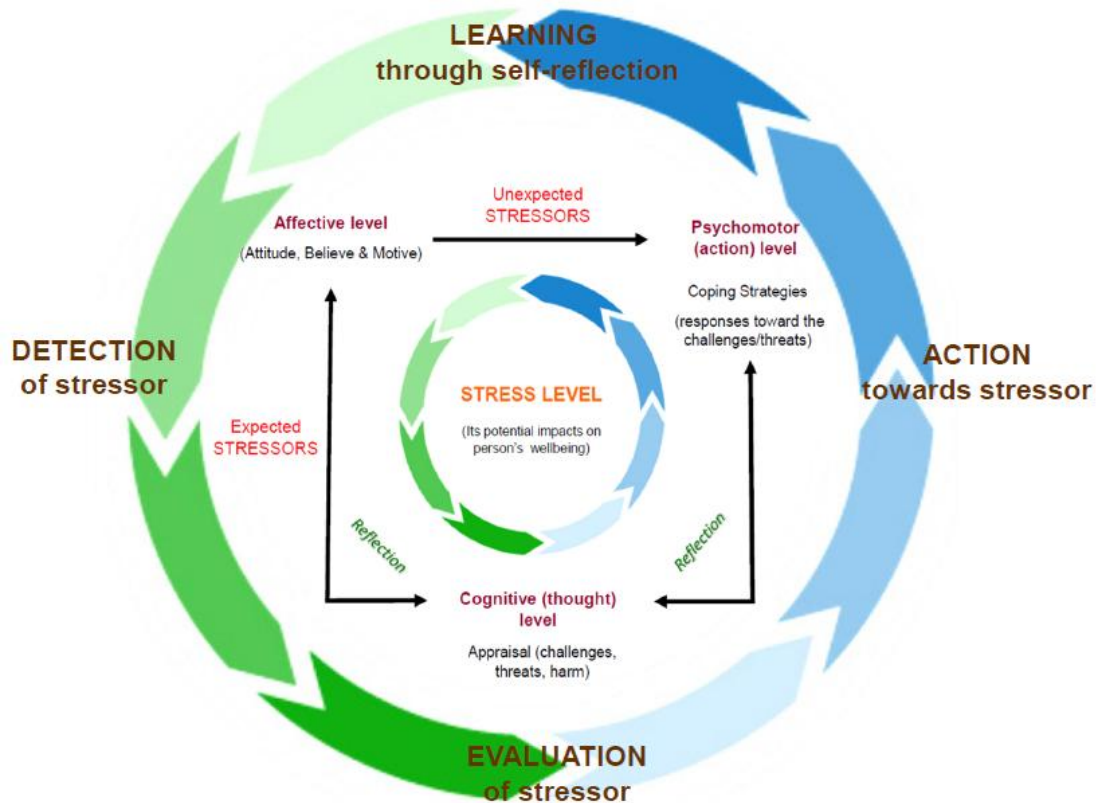 LEARNING
through self-reflection
Unexpected
STRESSORS
Affective level
(Attitude, Believe & Motive)
Psychomotor
(action) level
Coping Strategies
(responses toward the
challenges/threats)
DETECTION
of stressor
ACTION
towards stressor
STRESS LEVEL
(Its potential impacts on
person's wellbeing)
Expected
STRESSORS
Reflection
Reflection
Cognitive (thought)
level
Appraisal (challenges,
threats, harm)
EVALUATION
of stressor